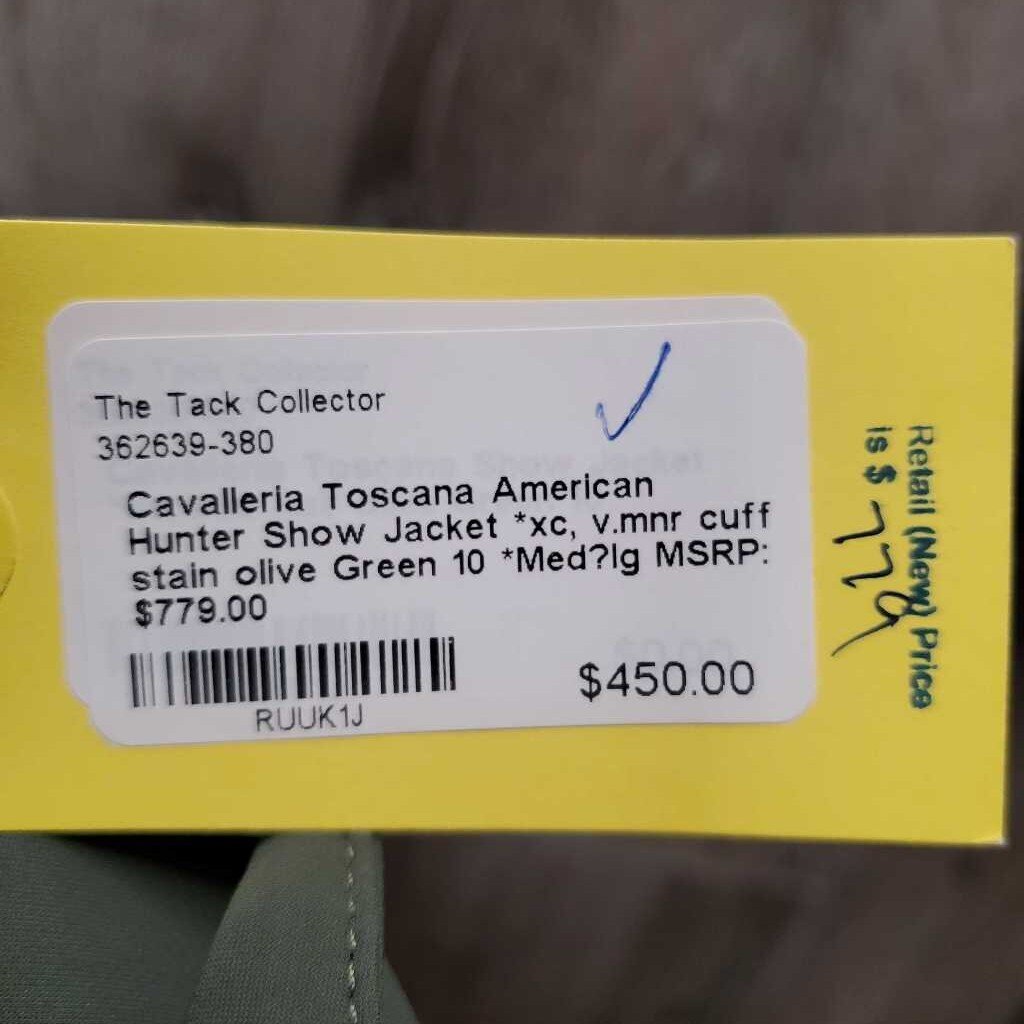 The Tack Collector
362639-380
Cavalleria Toscana American
Hunter Show Jacket *xc, v.mnr cuff
stain olive Green 10 *Med?lg MSRP:
$779.00
RUUK1J
$450.00
Retail (New) Price
is $ 779